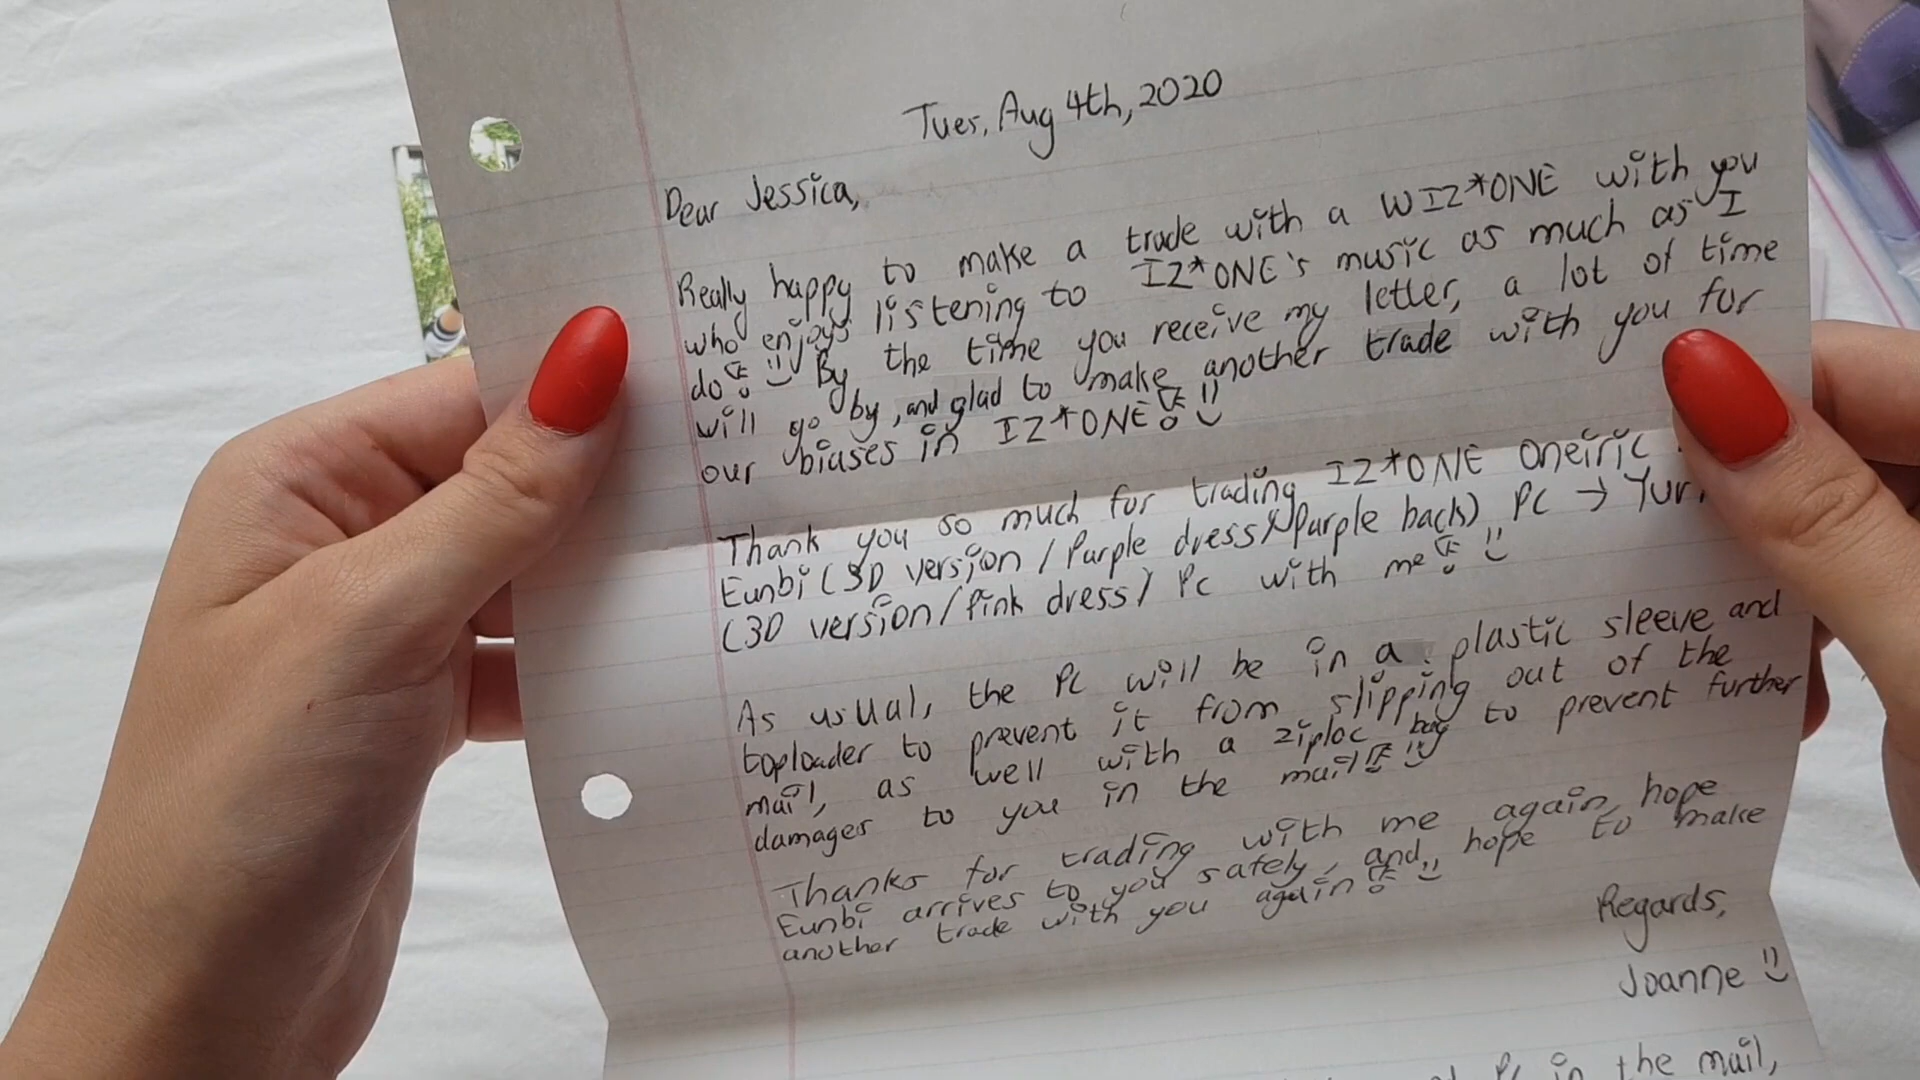 Tues, Aug 4th, 2020
Dear Jessica,
Really happy to make a trade with a WIZ*ONE with you
who enjoys listening to IZ*ONE's music as much as I
do! :) By the time you receive my letter, a lot of time
will go by, and glad to make another trade with you for
our biases in IZ*ONE! :)
Thank you so much for trading IZ*ONE Oneiric
Eunbi (3D version / Purple dress/Purple back) PC → Yuri
(3D version/Pink dress) PC with me! :)
As usual, the PC will be in a plastic sleeve and
toploader to prevent it from slipping out of the
mail, as well with a ziploc bag to prevent further
damages to you in the mail! :)
Thanks for trading with me again, hope
Eunbi arrives to you safely, and hope to make
another trade with you again! :)
Regards,
Joanne :)
PC in the mail,